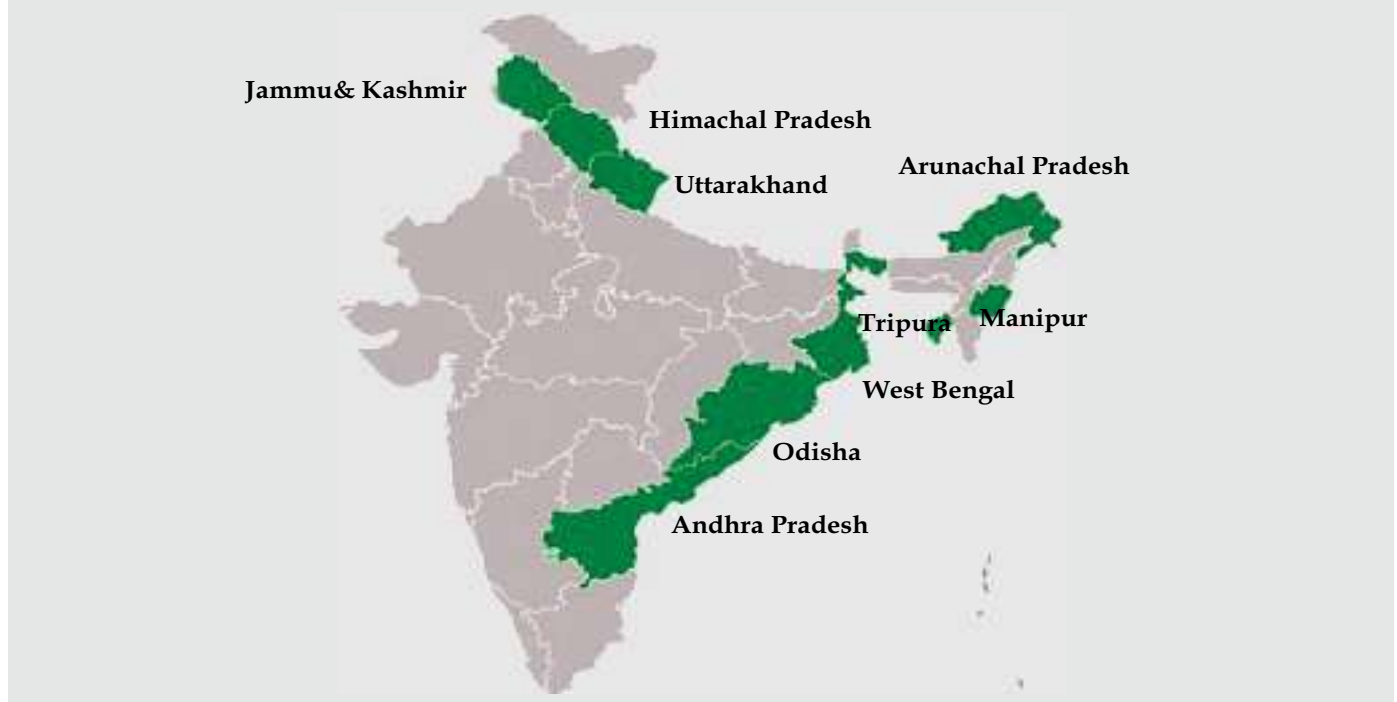 Jammu& Kashmir
Himachal Pradesh
Arunachal Pradesh
Uttarakhand
Tripura
Manipur
West Bengal
Odisha
Andhra Pradesh